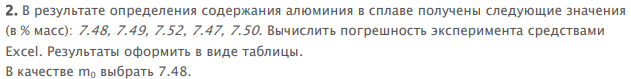 2. В результате определения содержания алюминия в сплаве получены следующие значения
(в % масс): 7.48, 7.49, 7.52, 7.47, 7.50. Вычислить погрешность эксперимента средствами
Excel. Результаты оформить в виде таблицы.
В качестве m₀ выбрать 7.48.